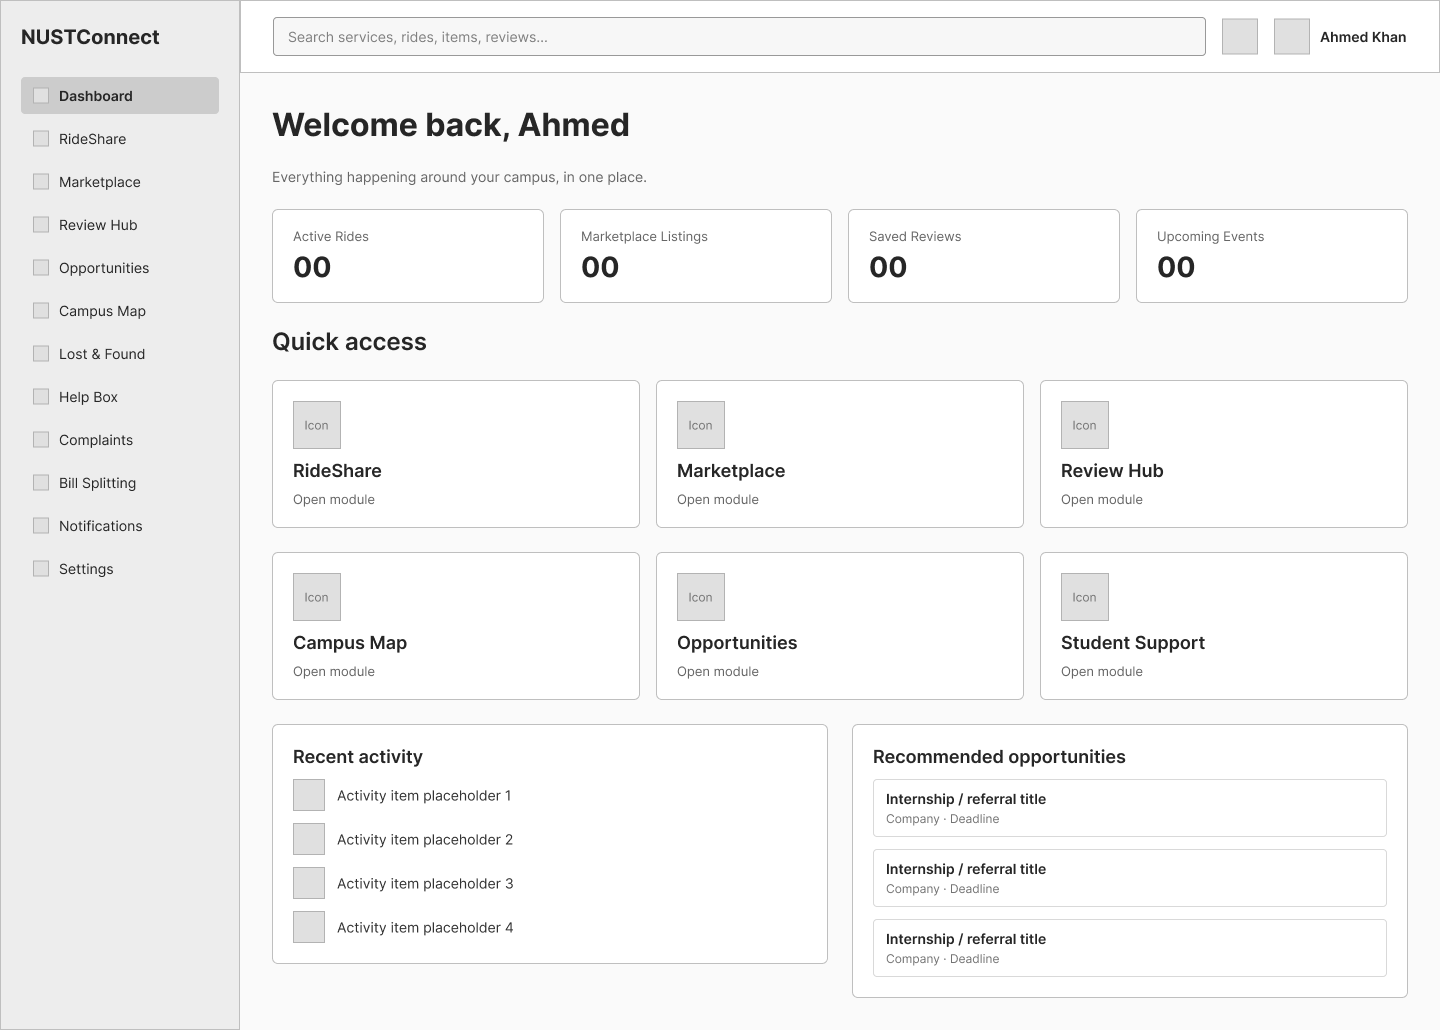 NUSTConnect
Dashboard
RideShare
Marketplace
Review Hub
Opportunities
Campus Map
Lost & Found
Help Box
Complaints
Bill Splitting
Notifications
Settings
Search services, rides, items, reviews...
Ahmed Khan
Welcome back, Ahmed
Everything happening around your campus, in one place.
Active Rides
00
Marketplace Listings
00
Saved Reviews
00
Upcoming Events
00
Quick access
Icon
RideShare
Open module
Icon
Marketplace
Open module
Icon
Review Hub
Open module
Icon
Campus Map
Open module
Icon
Opportunities
Open module
Icon
Student Support
Open module
Recent activity
Activity item placeholder 1
Activity item placeholder 2
Activity item placeholder 3
Activity item placeholder 4
Recommended opportunities
Internship / referral title
Company · Deadline
Internship / referral title
Company · Deadline
Internship / referral title
Company · Deadline